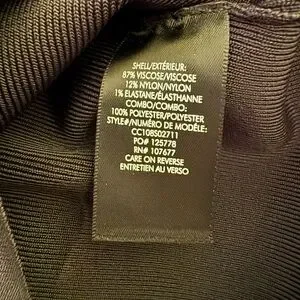 SHELL/EXTÉRIEUR:
87% VISCOSE/VISCOSE
12% NYLON/NYLON
1% ELASTANE/ÉLASTHANNE
COMBO/COMBO:
100% POLYESTER/POLYESTER
STYLE#/NUMÉRO DE MODÈLE:
CC108S02711
PO# 125778
RN# 107677
CARE ON REVERSE
ENTRETIEN AU VERSO